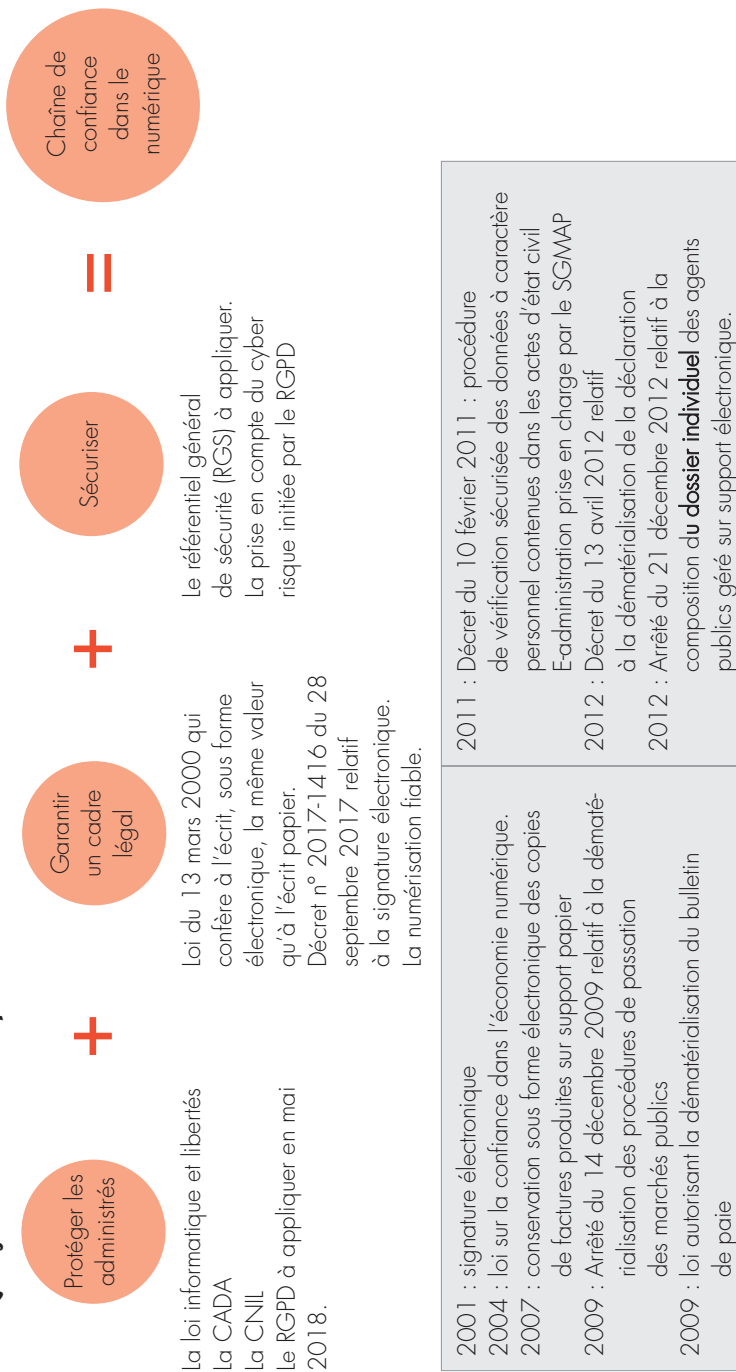 Protéger les
administrés
+
Garantir
un cadre
légal
+
Sécuriser
=
Chaîne de
confiance
dans le
numérique
La loi informatique et libertés
La CADA
La CNIL
Le RGPD à appliquer en mai
2018.
Loi du 13 mars 2000 qui
confère à l'écrit, sous forme
électronique, la même valeur
qu'à l'écrit papier.
Décret n° 2017-1416 du 28
septembre 2017 relatif
à la signature électronique.
La numérisation fiable.
Le référentiel général
de sécurité (RGS) à appliquer.
La prise en compte du cyber
risque initiée par le RGPD
2001 : signature électronique
2004 : loi sur la confiance dans l'économie numérique.
2007 : conservation sous forme électronique des copies
de factures produites sur support papier
2009 : Arrêté du 14 décembre 2009 relatif à la dématé-
rialisation des procédures de passation
des marchés publics
2009 : loi autorisant la dématérialisation du bulletin
de paie
2011 : Décret du 10 février 2011 : procédure
de vérification sécurisée des données à caractère
personnel contenues dans les actes d'état civil
E-administration prise en charge par le SGMAP
2012 : Décret du 13 avril 2012 relatif
à la dématérialisation de la déclaration
2012 : Arrêté du 21 décembre 2012 relatif à la
composition du dossier individuel des agents
publics géré sur support électronique.